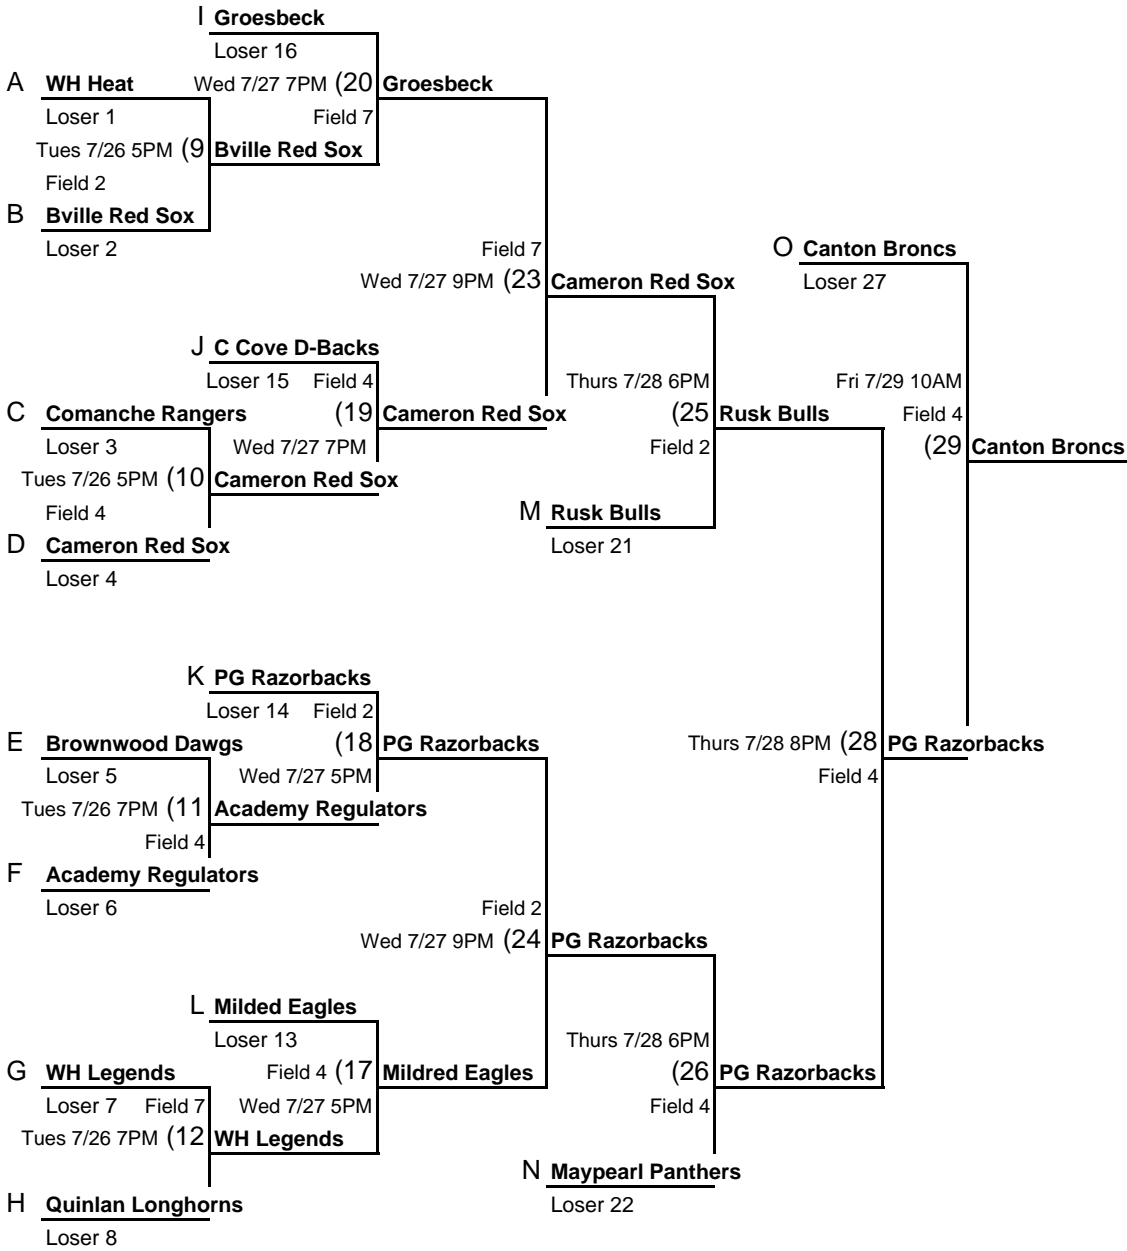 I Groesbeck
Loser 16
A WH Heat Wed 7/27 7PM (20 Groesbeck
Loser 1 Field 7
Tues 7/26 5PM (9 Bville Red Sox
Field 2
B Bville Red Sox
Loser 2 Field 7 O Canton Broncs
Wed 7/27 9PM (23 Cameron Red Sox Loser 27
J C Cove D-Backs
Loser 15 Field 4 Thurs 7/28 6PM Fri 7/29 10AM
C Comanche Rangers (19 Cameron Red Sox (25 Rusk Bulls Field 4
Loser 3 Wed 7/27 7PM Field 2 (29 Canton Broncs
Tues 7/26 5PM (10 Cameron Red Sox
Field 4 M Rusk Bulls
D Cameron Red Sox Loser 21
Loser 4
K PG Razorbacks
Loser 14 Field 2
E Brownwood Dawgs (18 PG Razorbacks Thurs 7/28 8PM (28 PG Razorbacks
Loser 5 Wed 7/27 5PM Field 4
Tues 7/26 7PM (11 Academy Regulators
Field 4
F Academy Regulators
Loser 6 Field 2
Wed 7/27 9PM (24 PG Razorbacks
L Milded Eagles
Loser 13 Thurs 7/28 6PM
G WH Legends Field 4 (17 Mildred Eagles (26 PG Razorbacks
Loser 7 Field 7 Wed 7/27 5PM Field 4
Tues 7/26 7PM (12 WH Legends
N Maypearl Panthers
H Quinlan Longhorns Loser 22
Loser 8